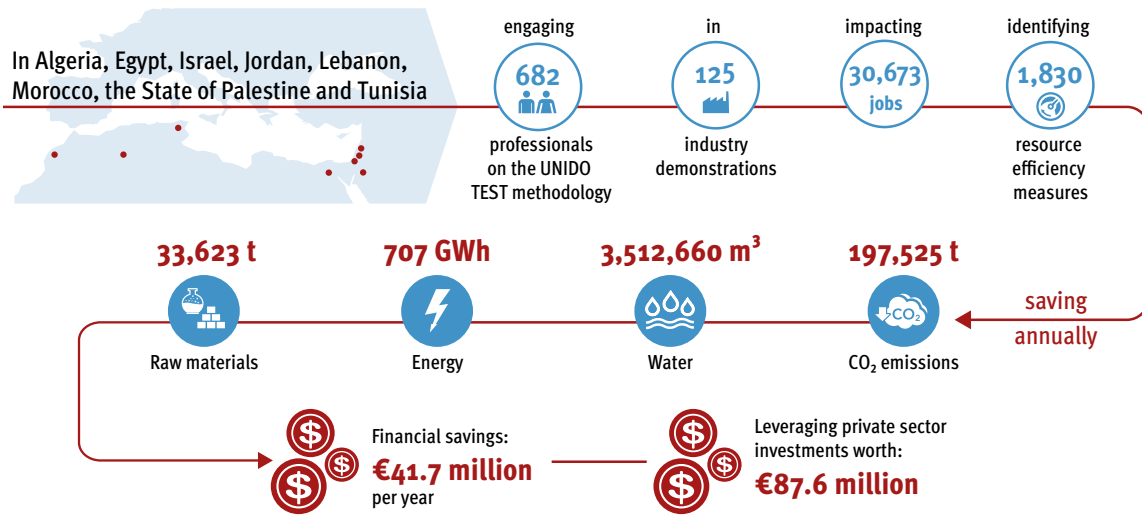 In Algeria, Egypt, Israel, Jordan, Lebanon,
Morocco, the State of Palestine and Tunisia
engaging
682
professionals
on the UNIDO
TEST methodology
in
125
industry
demonstrations
impacting
30,673
jobs
identifying
1,830
resource
efficiency
measures
saving
annually
33,623 t
Raw materials
707 GWh
Energy
3,512,660 m³
Water
197,525 t
CO₂
CO₂ emissions
$
$
$
Financial savings:
€41.7 million
per year
$
$
$
Leveraging private sector
investments worth:
€87.6 million